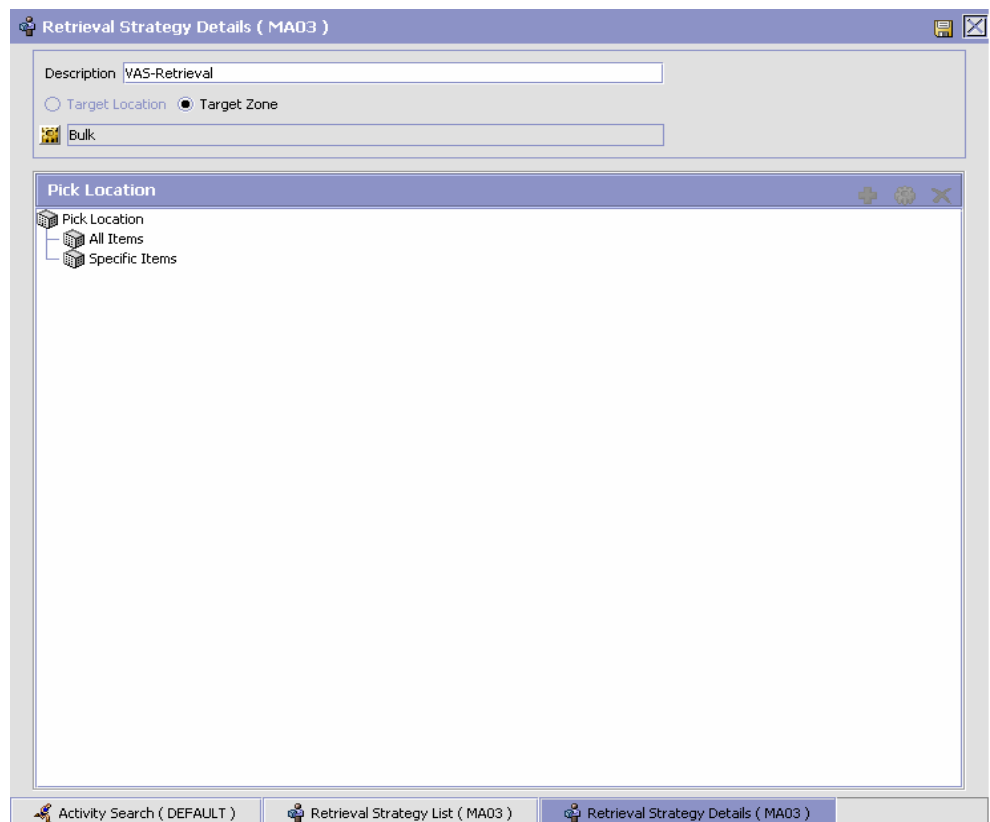 Retrieval Strategy Details ( MA03 )
Description VAS-Retrieval
Target Location Target Zone
Bulk
Pick Location
Pick Location
All Items
Specific Items
Activity Search ( DEFAULT ) Retrieval Strategy List ( MA03 ) Retrieval Strategy Details ( MA03 )